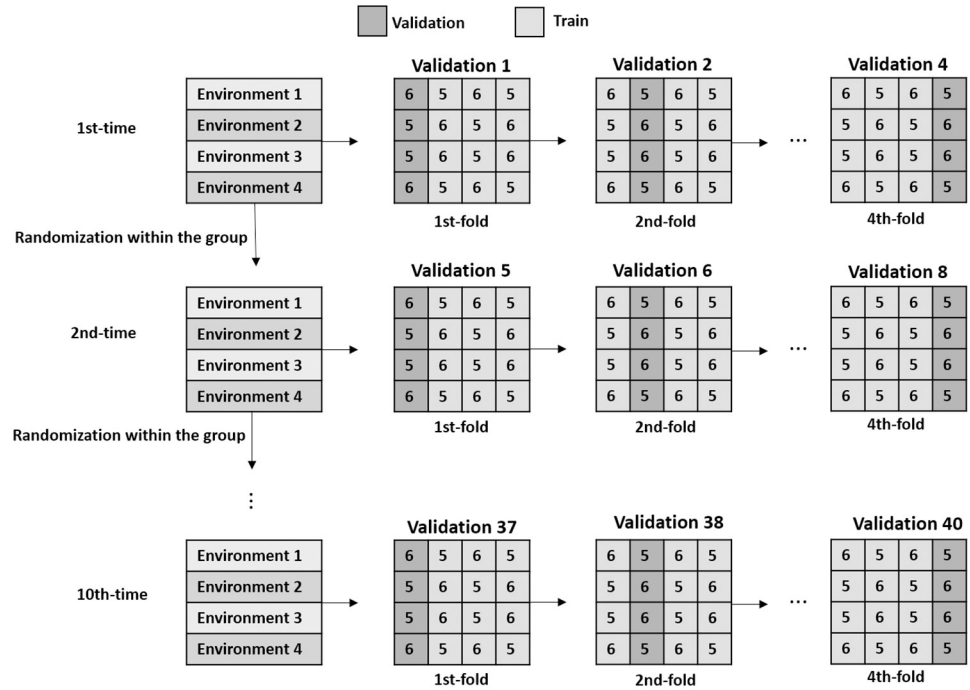 Validation
Train
Validation 1
Validation 2
Validation 4
1st-time
Environment 1
6 5 6 5
6 5 6 5
6 5 6 5
Environment 2
5 6 5 6
5 6 5 6
5 6 5 6
Environment 3
5 6 5 6
5 6 5 6
5 6 5 6
Environment 4
6 5 6 5
6 5 6 5
6 5 6 5
...
1st-fold
2nd-fold
4th-fold
Randomization within the group
Validation 5
Validation 6
Validation 8
2nd-time
Environment 1
6 5 6 5
6 5 6 5
6 5 6 5
Environment 2
5 6 5 6
5 6 5 6
5 6 5 6
Environment 3
5 6 5 6
5 6 5 6
5 6 5 6
Environment 4
6 5 6 5
6 5 6 5
6 5 6 5
...
1st-fold
2nd-fold
4th-fold
Randomization within the group
...
Validation 37
Validation 38
Validation 40
10th-time
Environment 1
6 5 6 5
6 5 6 5
6 5 6 5
Environment 2
5 6 5 6
5 6 5 6
5 6 5 6
Environment 3
5 6 5 6
5 6 5 6
5 6 5 6
Environment 4
6 5 6 5
6 5 6 5
6 5 6 5
...
1st-fold
2nd-fold
4th-fold